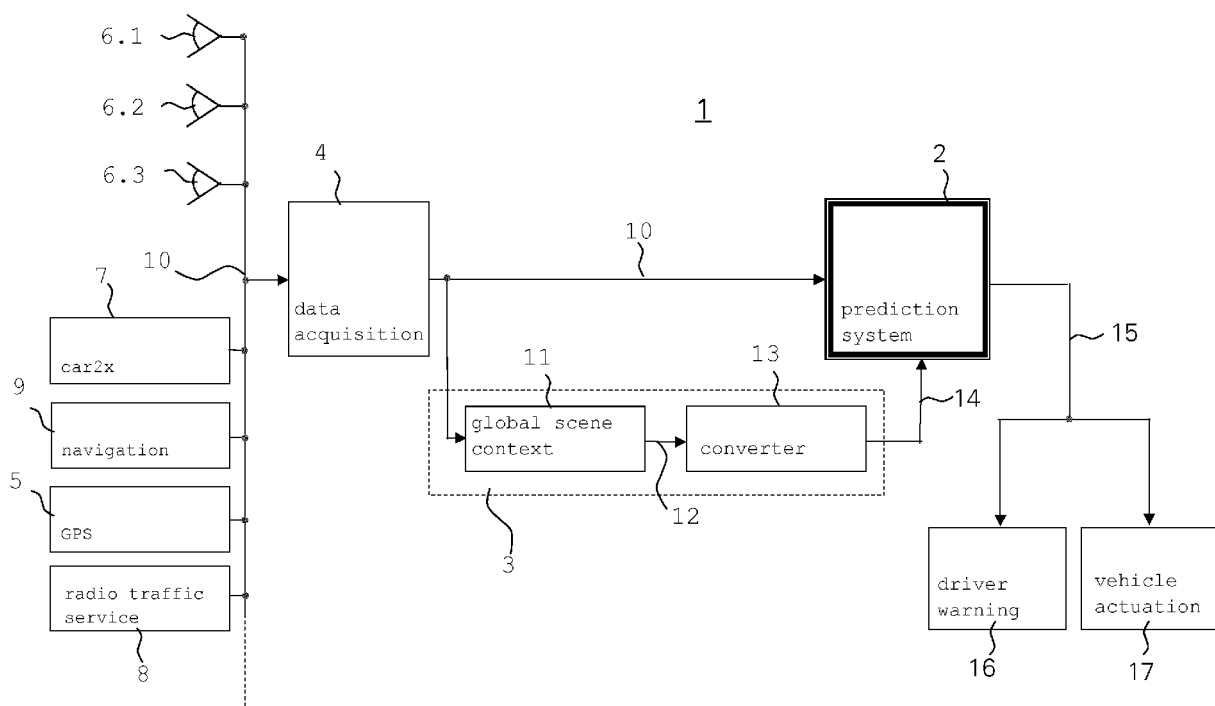 6.1
6.2
6.3
1
4
2
10
10
7
data
acquisition
prediction
system
15
car2x
11
13
14
9
global scene
context
converter
navigation
12
5
3
GPS
radio traffic
service
driver
warning
vehicle
actuation
8
16
17